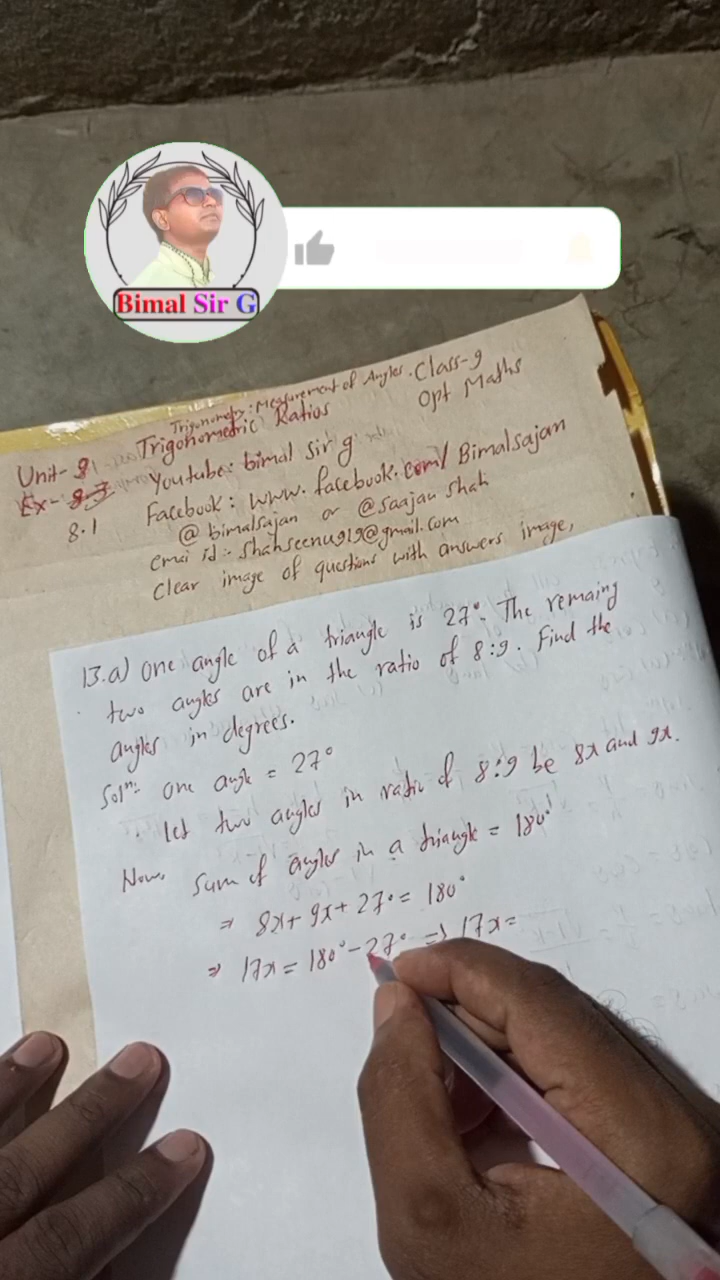 Bimal Sir G
Trigonometry: Measurement of Angles. Class-9
Unit-8 Trigonometric Ratios Opt Maths
Ex-8.7
8.1
Youtube: bimal sir g
Facebook: www.facebook.com/Bimalsajan
@bimalsajan or @saajan shah
emai id:- shahseenu919@gmail.com
Clear image of questions with answers image,
13.a) One angle of a triangle is 27°. The remaing
two angles are in the ratio of 8:9. Find the
angles in degrees.
Solⁿ:- one angle = 27°
Let two angles in ratio of 8:9 be 8x and 9x.
Now, sum of angles in a triangle = 180°
⇒ 8x + 9x + 27° = 180°
⇒ 17x = 180° - 27° ⇒ 17x =